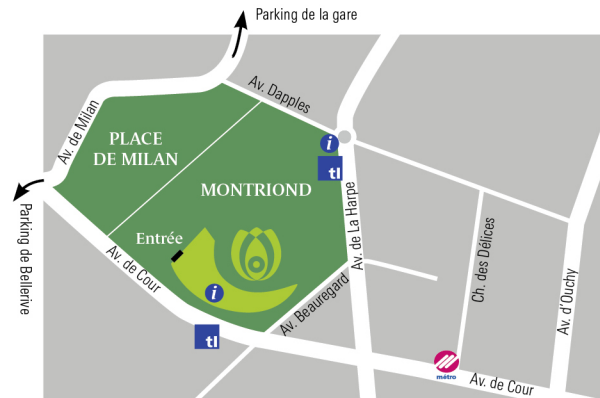 Parking de la gare
Av. Dapples
Av. de Milan
PLACE
DE MILAN
i
tl
MONTRIOND
Parking de Bellerive
Entrée
Av. de Cour
i
tl
Av. de La Harpe
Av. Beauregard
Ch. des Délices
Av. d'Ouchy
métro
Av. de Cour